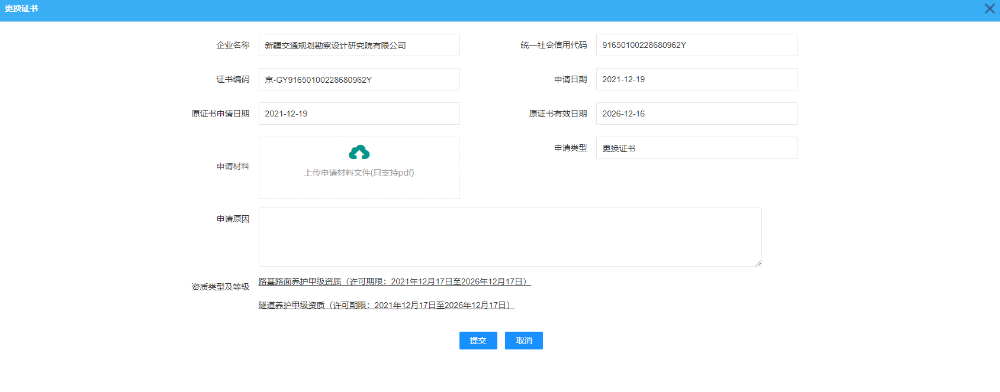 更换证书
企业名称 新疆交通规划勘察设计研究院有限公司 统一社会信用代码 91650100228680962Y
证书编码 京-GY91650100228680962Y 申请日期 2021-12-19
原证书申请日期 2021-12-19 原证书有效日期 2026-12-16
申请类型 更换证书
申请材料 上传申请材料文件(只支持pdf)
申请原因
资质类型及等级 路基路面养护甲级资质（许可期限：2021年12月17日至2026年12月17日）
隧道养护甲级资质（许可期限：2021年12月17日至2026年12月17日）
提交 取消